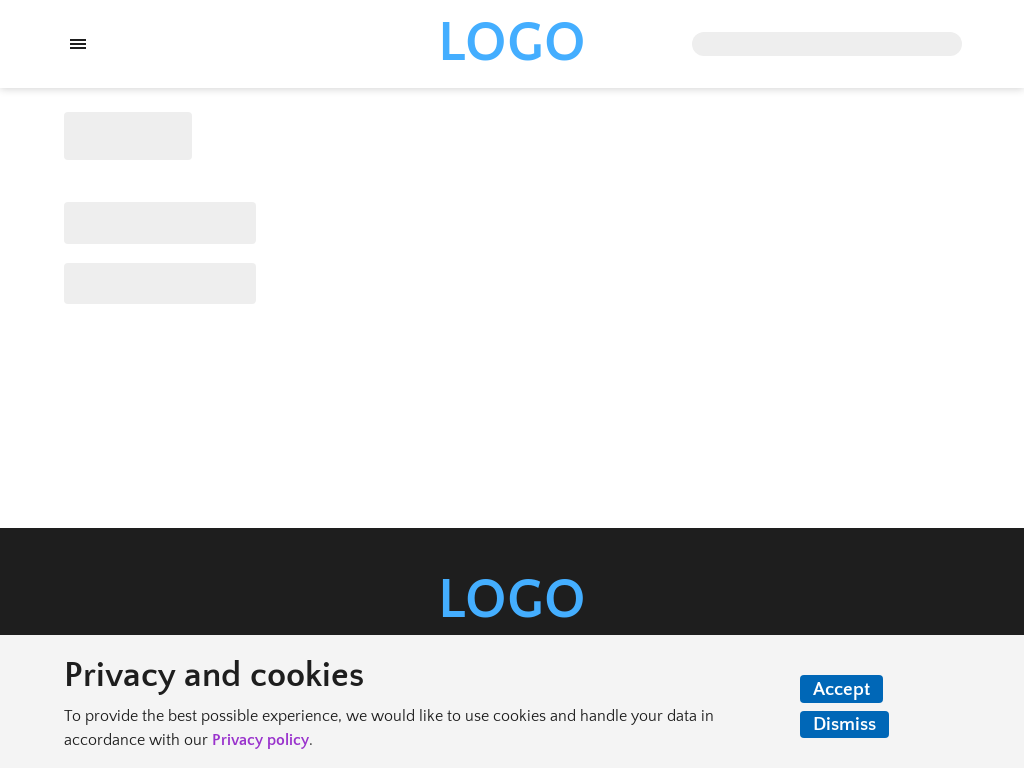 LOGO
LOGO
Privacy and cookies
To provide the best possible experience, we would like to use cookies and handle your data in
accordance with our Privacy policy.
Accept
Dismiss